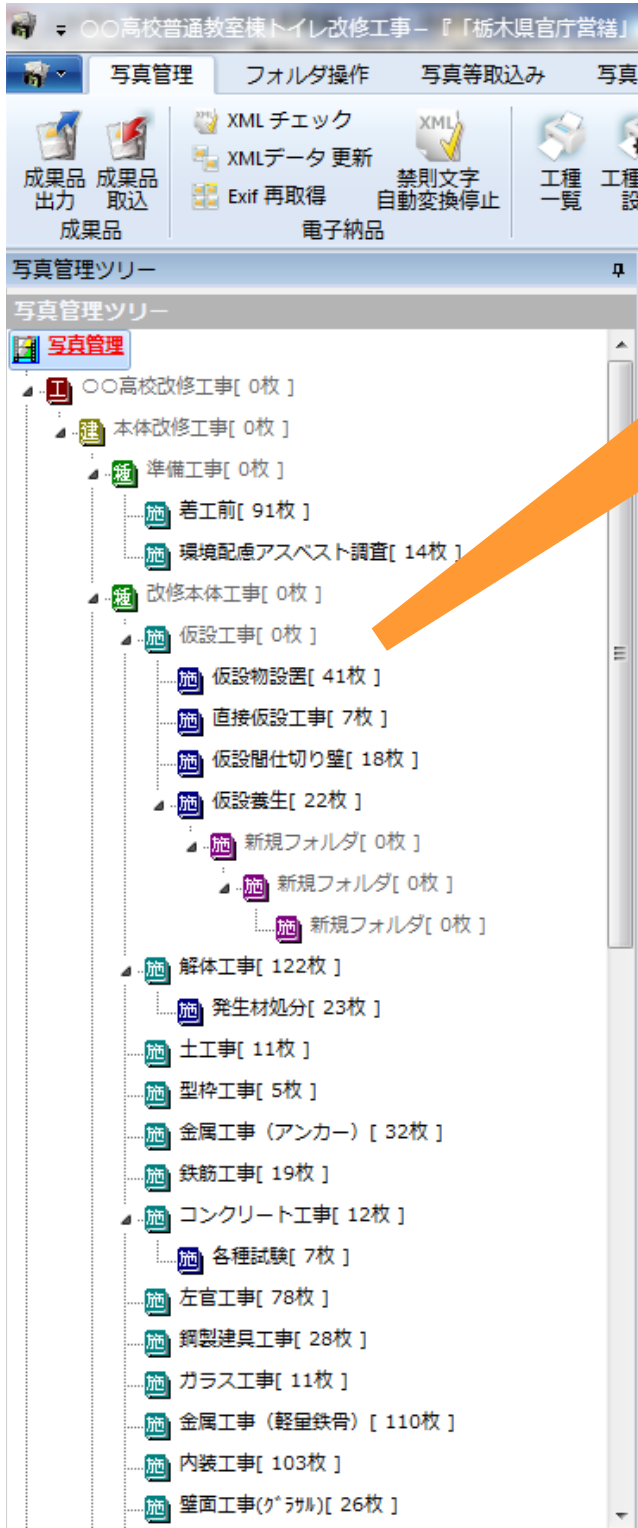 ○○高校普通教室棟トイレ改修工事－『「栃木県官庁営繕」
写真管理 フォルダ操作 写真等取込み 写真
成果品出力 成果品取込 XML チェック XMLデータ 更新 Exif 再取得 XML 禁則文字自動変換停止 工種一覧 工種設
成果品 電子納品
写真管理ツリー
写真管理ツリー
写真管理
工 ○○高校改修工事[ 0枚 ]
建 本体改修工事[ 0枚 ]
種 準備工事[ 0枚 ]
施 着工前[ 91枚 ]
施 環境配慮アスベスト調査[ 14枚 ]
種 改修本体工事[ 0枚 ]
施 仮設工事[ 0枚 ]
施 仮設物設置[ 41枚 ]
施 直接仮設工事[ 7枚 ]
施 仮設間仕切り壁[ 18枚 ]
施 仮設養生[ 22枚 ]
施 新規フォルダ[ 0枚 ]
施 新規フォルダ[ 0枚 ]
施 新規フォルダ[ 0枚 ]
施 解体工事[ 122枚 ]
施 発生材処分[ 23枚 ]
施 土工事[ 11枚 ]
施 型枠工事[ 5枚 ]
施 金属工事（アンカー）[ 32枚 ]
施 鉄筋工事[ 19枚 ]
施 コンクリート工事[ 12枚 ]
施 各種試験[ 7枚 ]
施 左官工事[ 78枚 ]
施 鋼製建具工事[ 28枚 ]
施 ガラス工事[ 11枚 ]
施 金属工事（軽量鉄骨）[ 110枚 ]
施 内装工事[ 103枚 ]
施 壁面工事(ｸﾞﾗｻﾙ)[ 26枚 ]